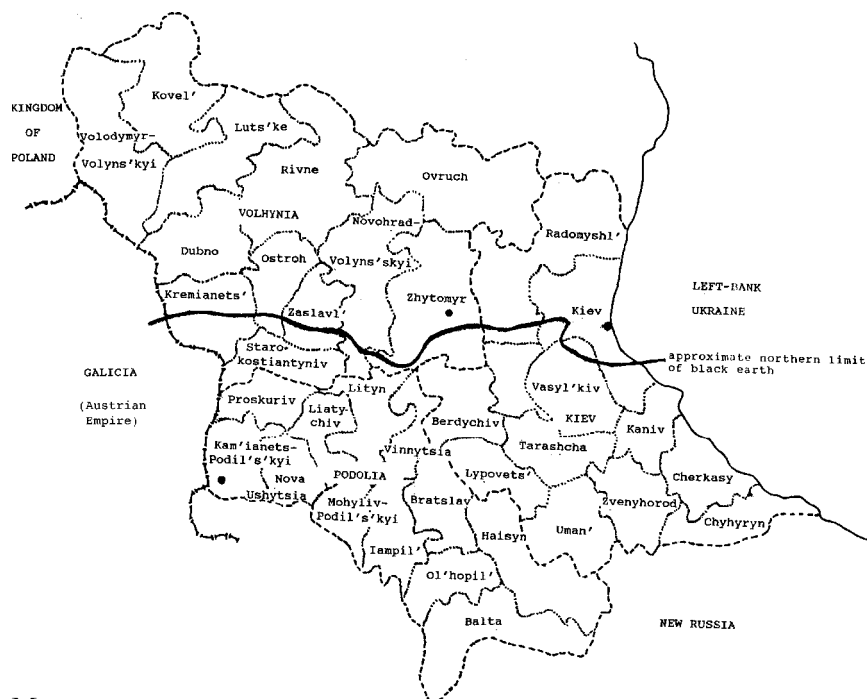 KINGDOM
OF
POLAND
Kovel'
Volodymyr-
Volyns'kyi
Luts'ke
Rivne
Ovruch
VOLHYNIA
Novohrad-
Volyns'skyi
Radomyshl'
Dubno
Ostroh
Kremianets'
Zaslavl'
Zhytomyr
Kiev
LEFT-BANK
UKRAINE
approximate northern limit
of black earth
GALICIA
(Austrian
Empire)
Staro-
kostiantyniv
Lityn
Proskuriv
Liaty-
chiv
Vasyl'kiv
KIEV
Berdychiv
Kaniv
Tarashcha
Kam'ianets-
Podil's'kyi
Vinnytsia
Nova
Ushytsia
PODOLIA
Lypovets'
Cherkasy
Mohyliv-
Podil's'kyi
Bratslav
Zvenyhorod
Chyhyryn
Haisyn
Uman'
Iampil'
Ol'hopil'
Balta
NEW RUSSIA